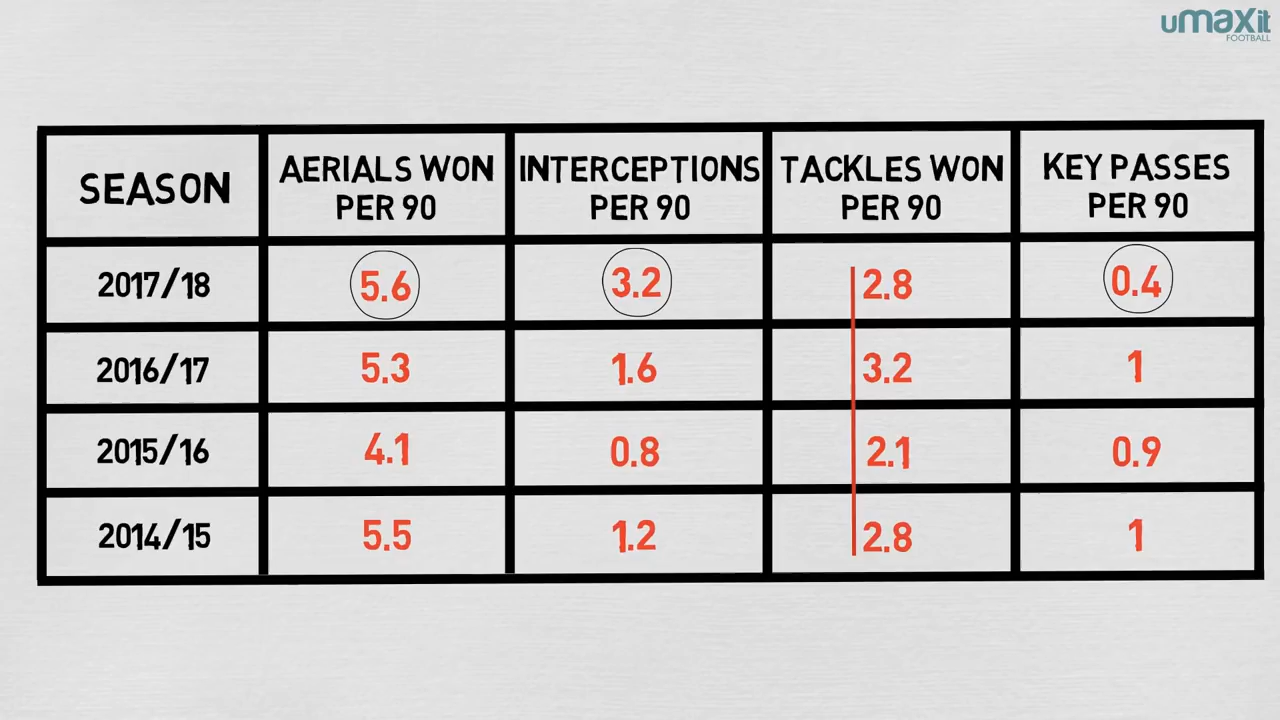 umaxit
FOOTBALL
SEASON
AERIALS WON
PER 90
INTERCEPTIONS
PER 90
TACKLES WON
PER 90
KEY PASSES
PER 90
2017/18 5.6 3.2 2.8 0.4
2016/17 5.3 1.6 3.2 1
2015/16 4.1 0.8 2.1 0.9
2014/15 5.5 1.2 2.8 1